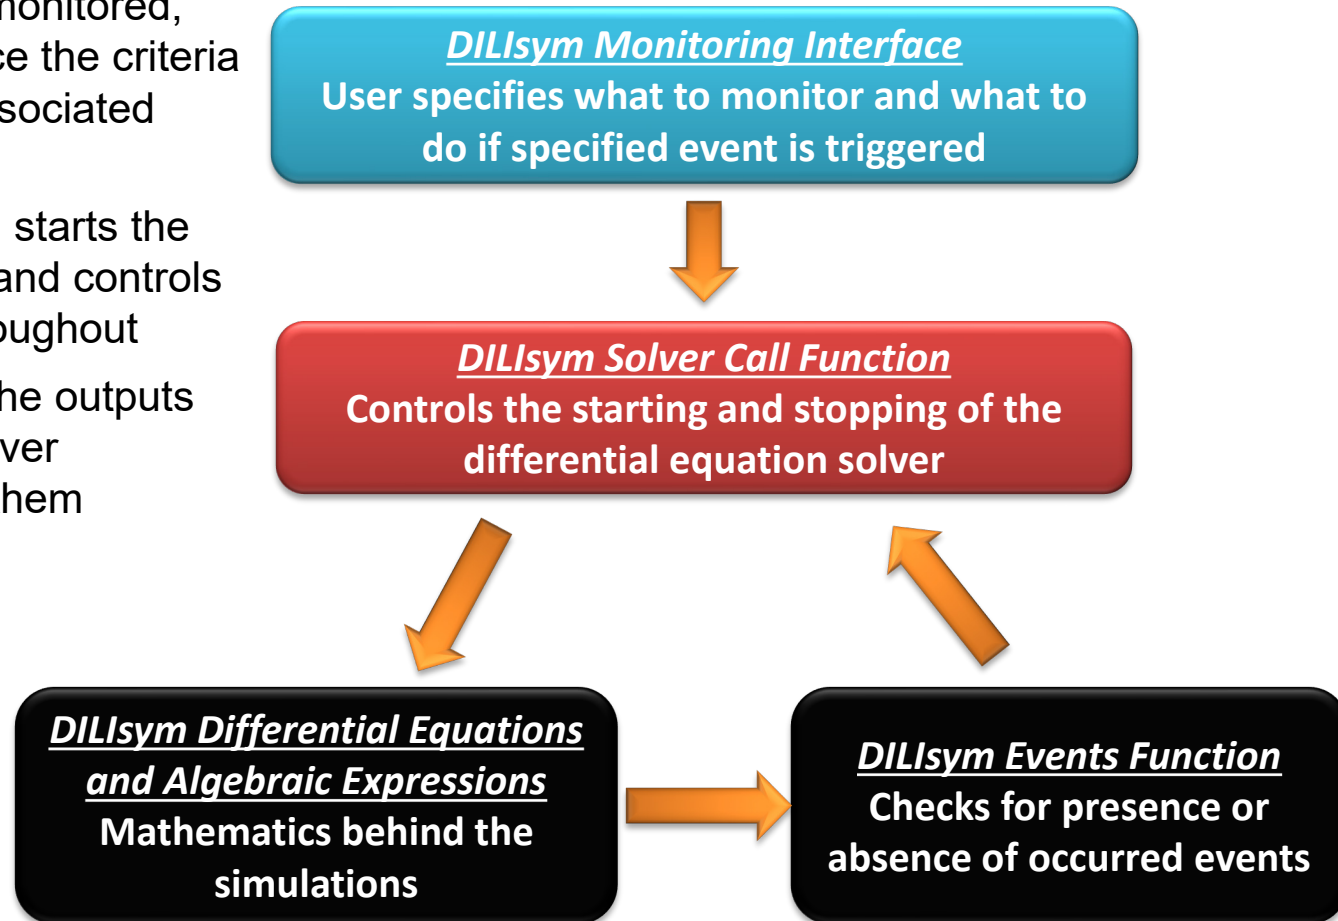 monitored,
ce the criteria
ssociated
starts the
and controls
oughout
he outputs
ver
hem
DILIsym Monitoring Interface
User specifies what to monitor and what to
do if specified event is triggered
DILIsym Solver Call Function
Controls the starting and stopping of the
differential equation solver
DILIsym Differential Equations
and Algebraic Expressions
Mathematics behind the
simulations
DILIsym Events Function
Checks for presence or
absence of occurred events